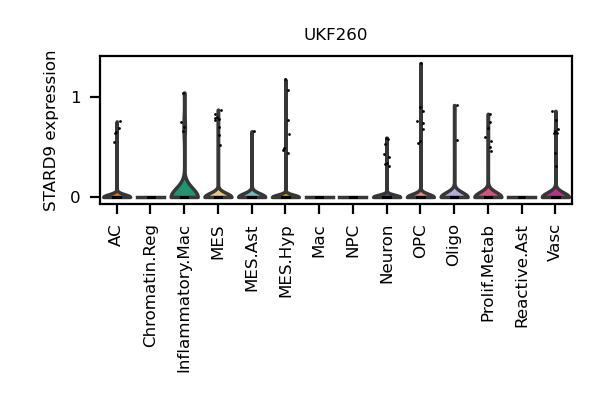 UKF260
STARD9 expression
1
0
AC
Chromatin.Reg
Inflammatory.Mac
MES
MES.Ast
MES.Hyp
Mac
NPC
Neuron
OPC
Oligo
Prolif.Metab
Reactive.Ast
Vasc